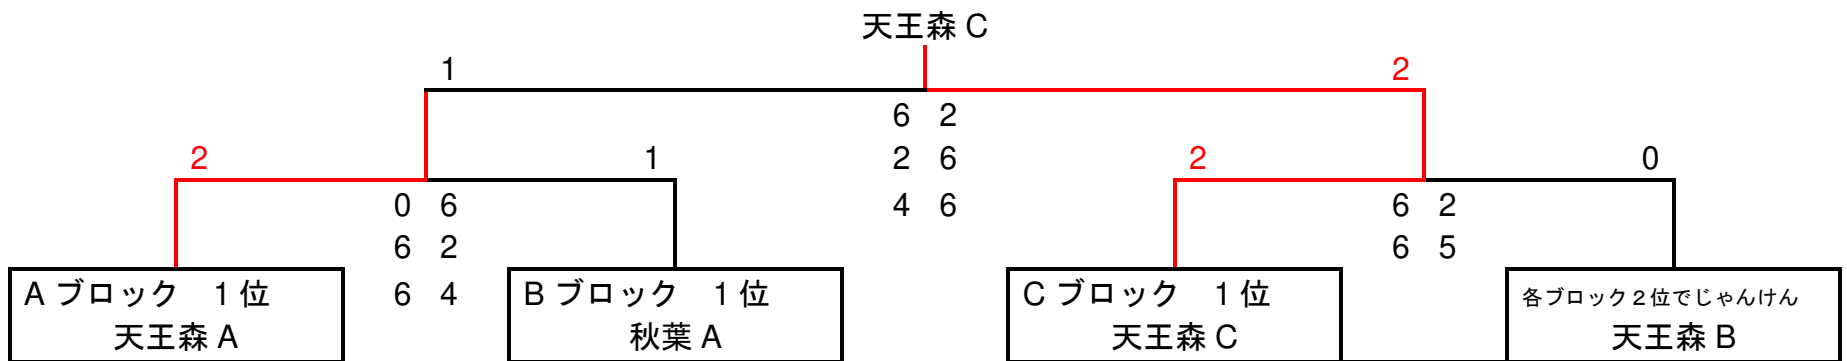 天王森 C
1
2
6 2
2 6
4 6
2
1
0 6
6 2
6 4
2
0
6 2
6 5
A ブロック　1 位
天王森 A
B ブロック　1 位
秋葉 A
C ブロック　1 位
天王森 C
各ブロック２位でじゃんけん
天王森 B